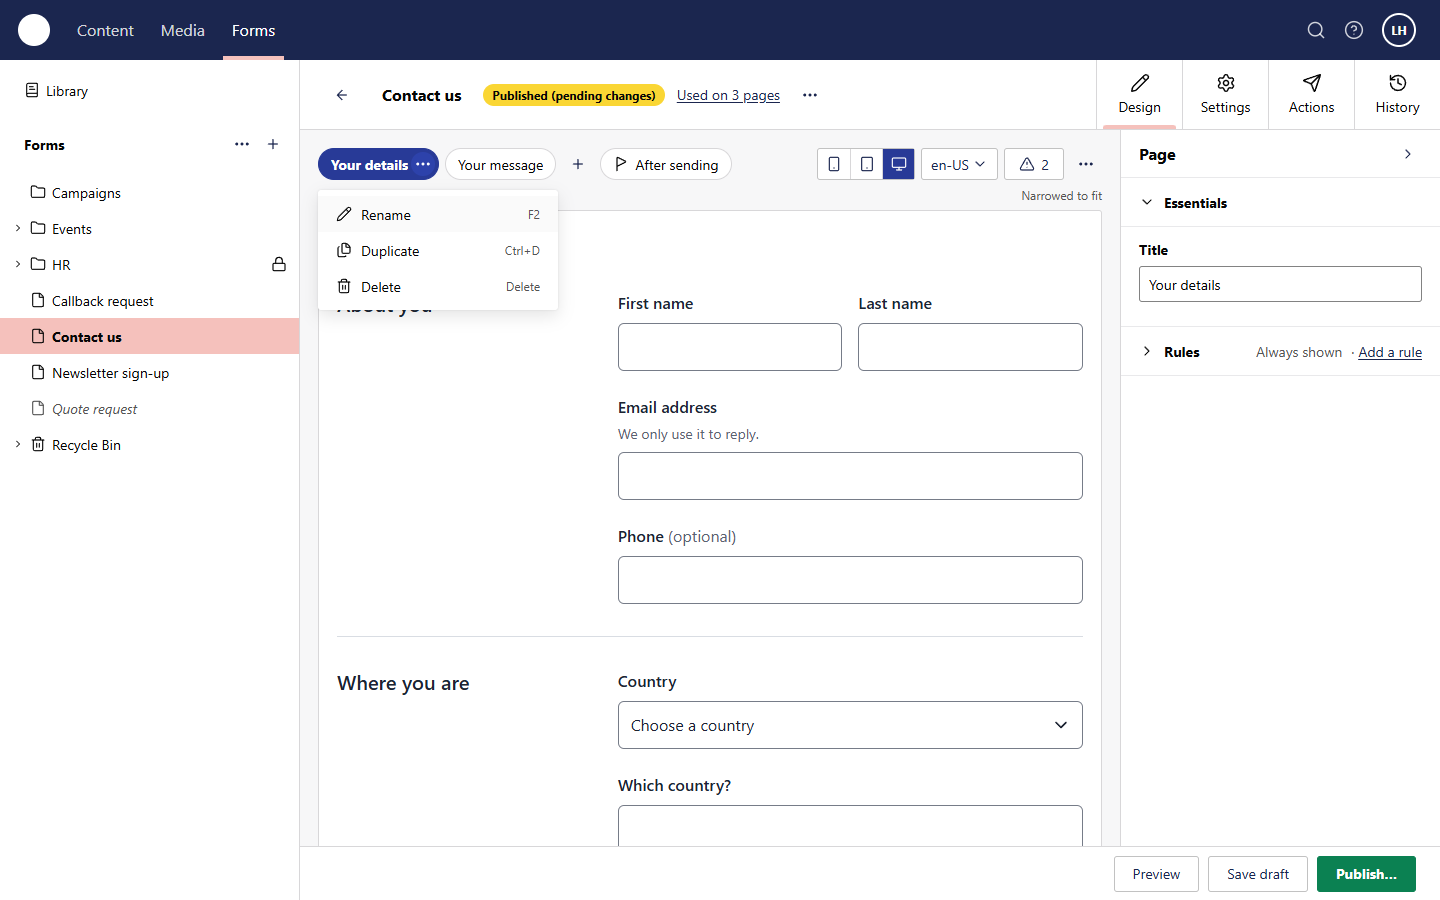 Content
Media
Forms
LH
Library
Forms
Campaigns
Events
HR
Callback request
Contact us
Newsletter sign-up
Quote request
Recycle Bin
Contact us
Published (pending changes)
Used on 3 pages
Design
Settings
Actions
History
Your details
Your message
After sending
en-US
2
Narrowed to fit
Rename F2
Duplicate Ctrl+D
Delete Delete
About you
First name
Last name
Email address
We only use it to reply.
Phone (optional)
Where you are
Country
Choose a country
Which country?
Page
Essentials
Title
Your details
Rules
Always shown · Add a rule
Preview
Save draft
Publish...